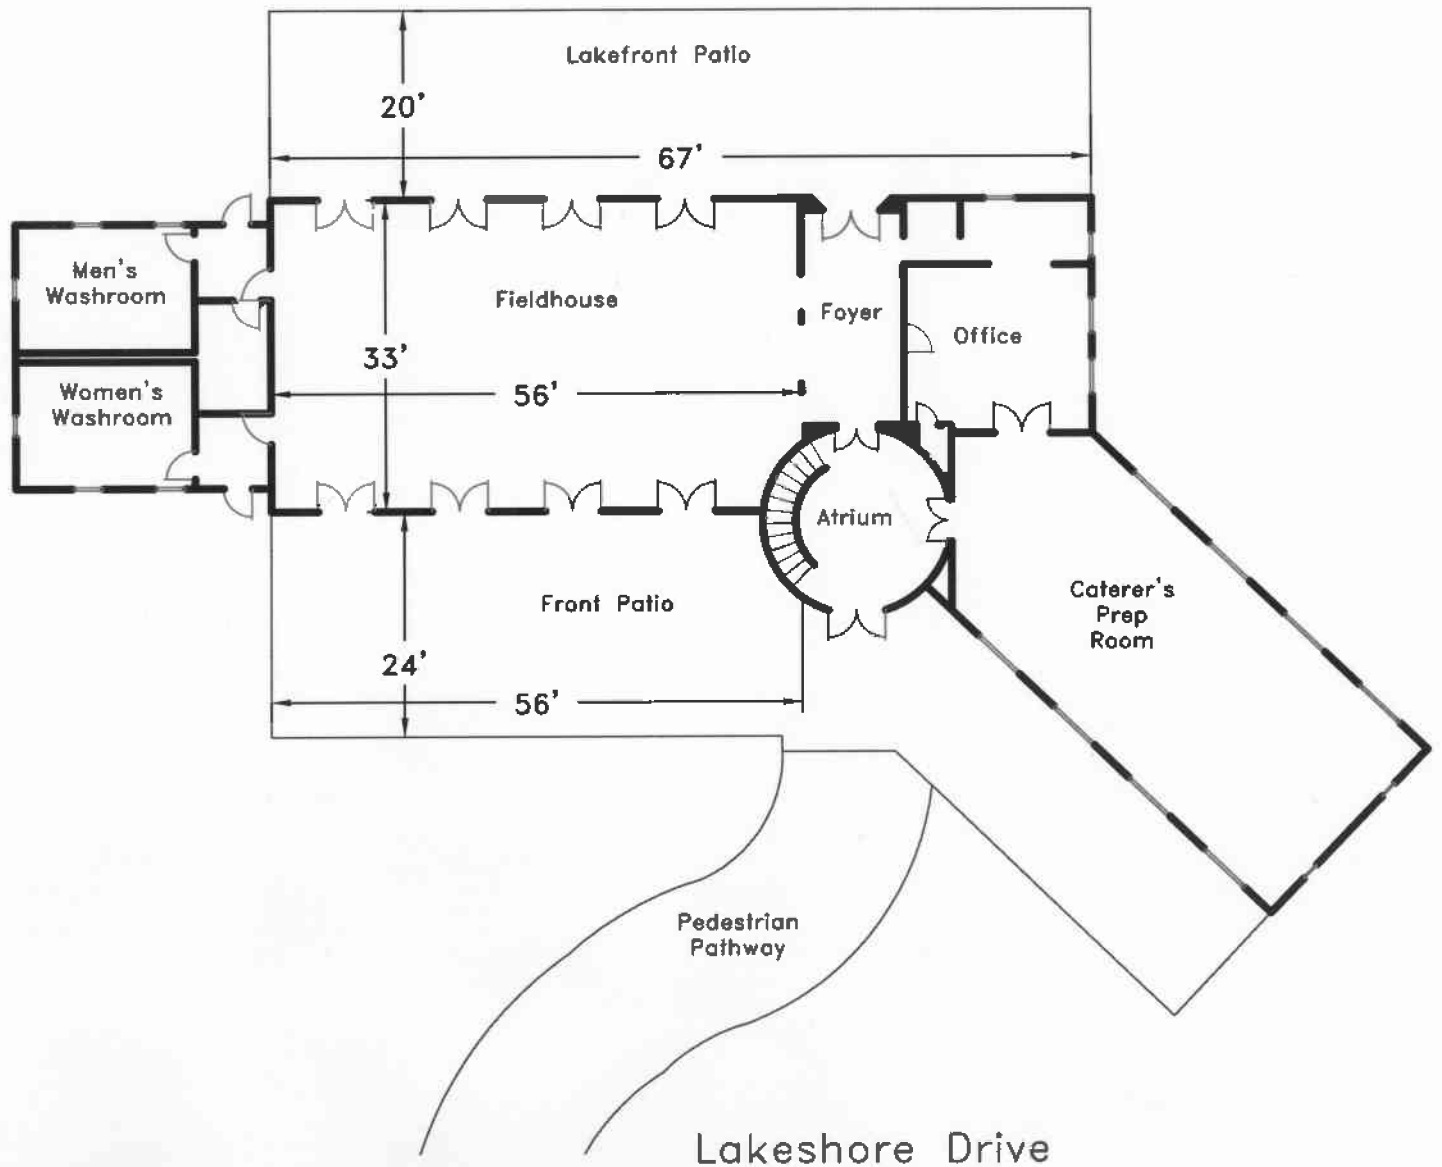 Lakefront Patio
20'
67'
Men's
Washroom
Fieldhouse
Foyer
Office
33'
56'
Women's
Washroom
Atrium
Front Patio
Caterer's
Prep
Room
24'
56'
Pedestrian
Pathway
Lakeshore Drive